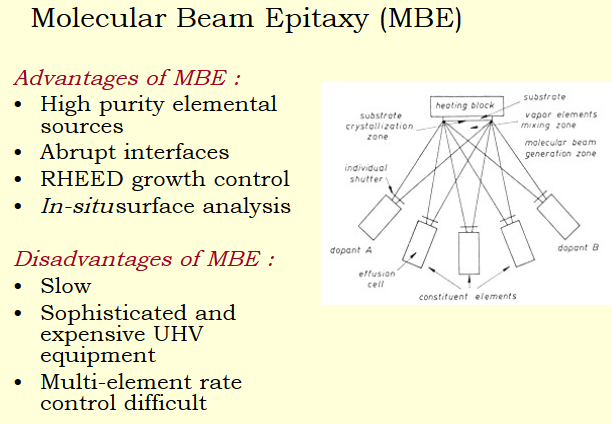 Molecular Beam Epitaxy (MBE)
Advantages of MBE :
• High purity elemental
sources
• Abrupt interfaces
• RHEED growth control
• In-situsurface analysis
Disadvantages of MBE :
• Slow
• Sophisticated and
expensive UHV
equipment
• Multi-element rate
control difficult
heating block
substrate
substrate
crystallization
zone
vapor elements
mixing zone
molecular beam
generation zone
individual
shutter
dopant A
dopant B
effusion
cell
constituent elements